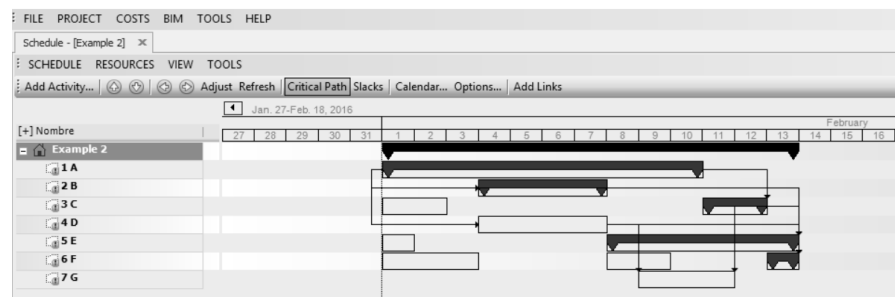 FILE PROJECT COSTS BIM TOOLS HELP
Schedule - [Example 2] ×
SCHEDULE RESOURCES VIEW TOOLS
Add Activity... Adjust Refresh Critical Path Slacks Calendar... Options... Add Links
Jan. 27-Feb. 18, 2016
February
[+] Nombre 27 28 29 30 31 1 2 3 4 5 6 7 8 9 10 11 12 13 14 15 16
Example 2
1 A
2 B
3 C
4 D
5 E
6 F
7 G